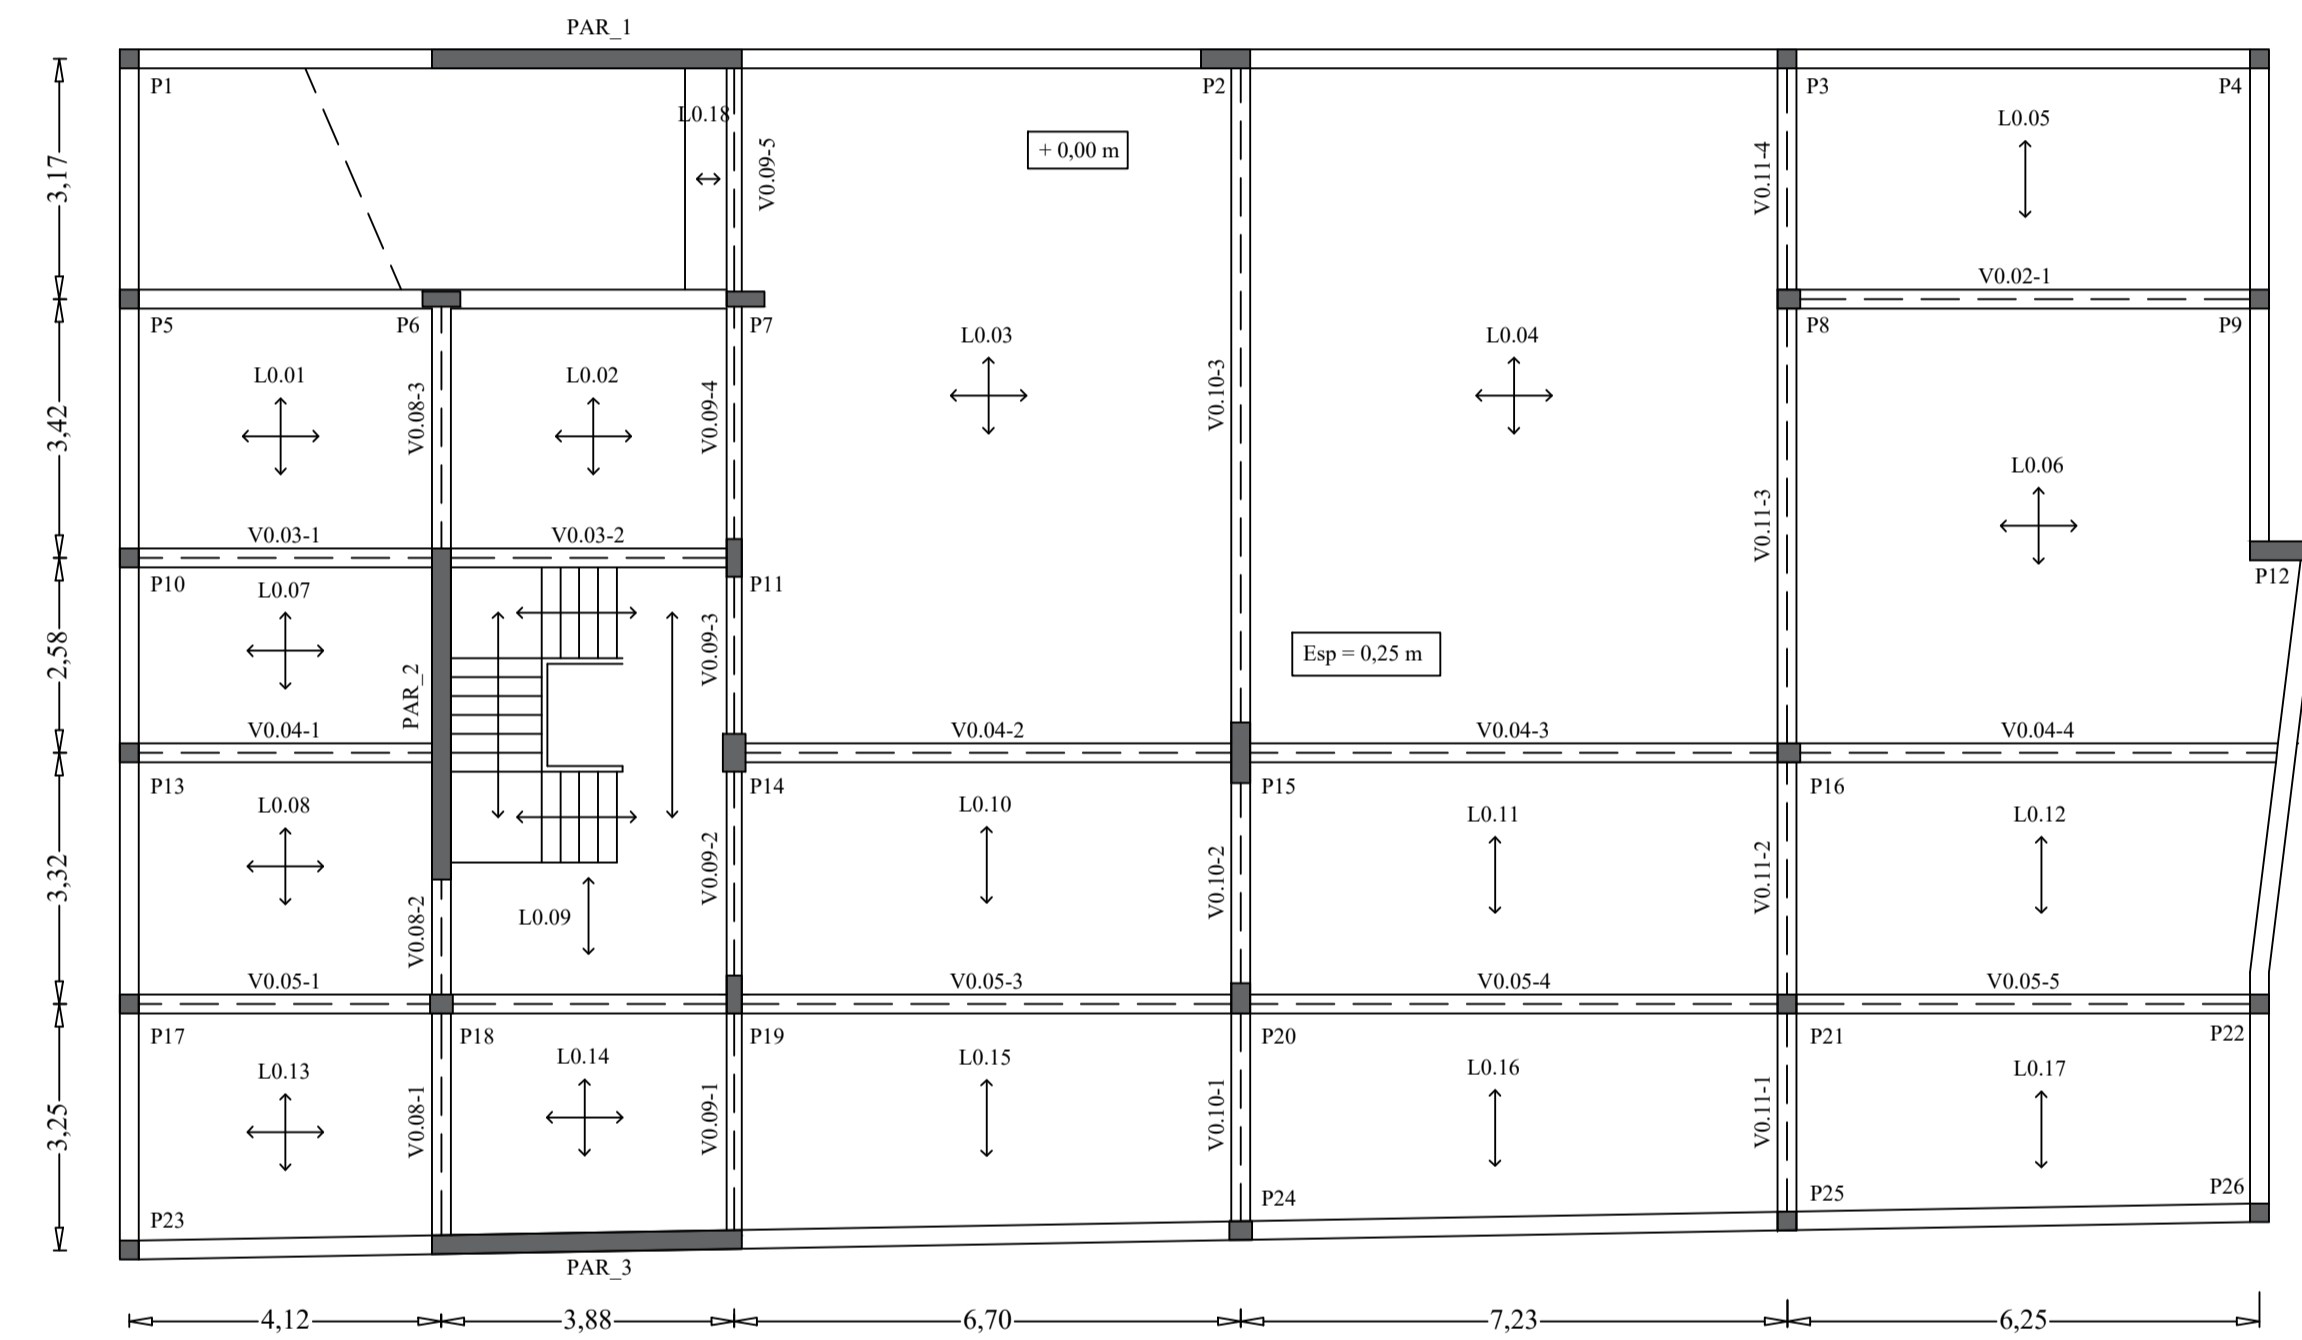 PAR_1
P1
P2
P3
P4
L0.18
L0.05
+ 0,00 m
V0.09-5
V0.11-4
3,17
V0.02-1
P5
P6
P7
P8
P9
L0.03
L0.04
L0.01
L0.02
V0.08-3
V0.09-4
V0.10-3
3,42
L0.06
V0.11-3
V0.03-1
V0.03-2
P10
P11
P12
L0.07
V0.09-3
2,58
Esp = 0,25 m
PAR_2
V0.04-1
V0.04-2
V0.04-3
V0.04-4
P13
P14
P15
P16
L0.08
L0.10
L0.11
L0.12
V0.09-2
V0.10-2
V0.11-2
3,32
L0.09
V0.08-2
V0.05-1
V0.05-3
V0.05-4
V0.05-5
P17
P18
P19
P20
P21
P22
L0.13
L0.14
L0.15
L0.16
L0.17
V0.08-1
V0.09-1
V0.10-1
V0.11-1
3,25
P23
P24
P25
P26
PAR_3
4,12
3,88
6,70
7,23
6,25